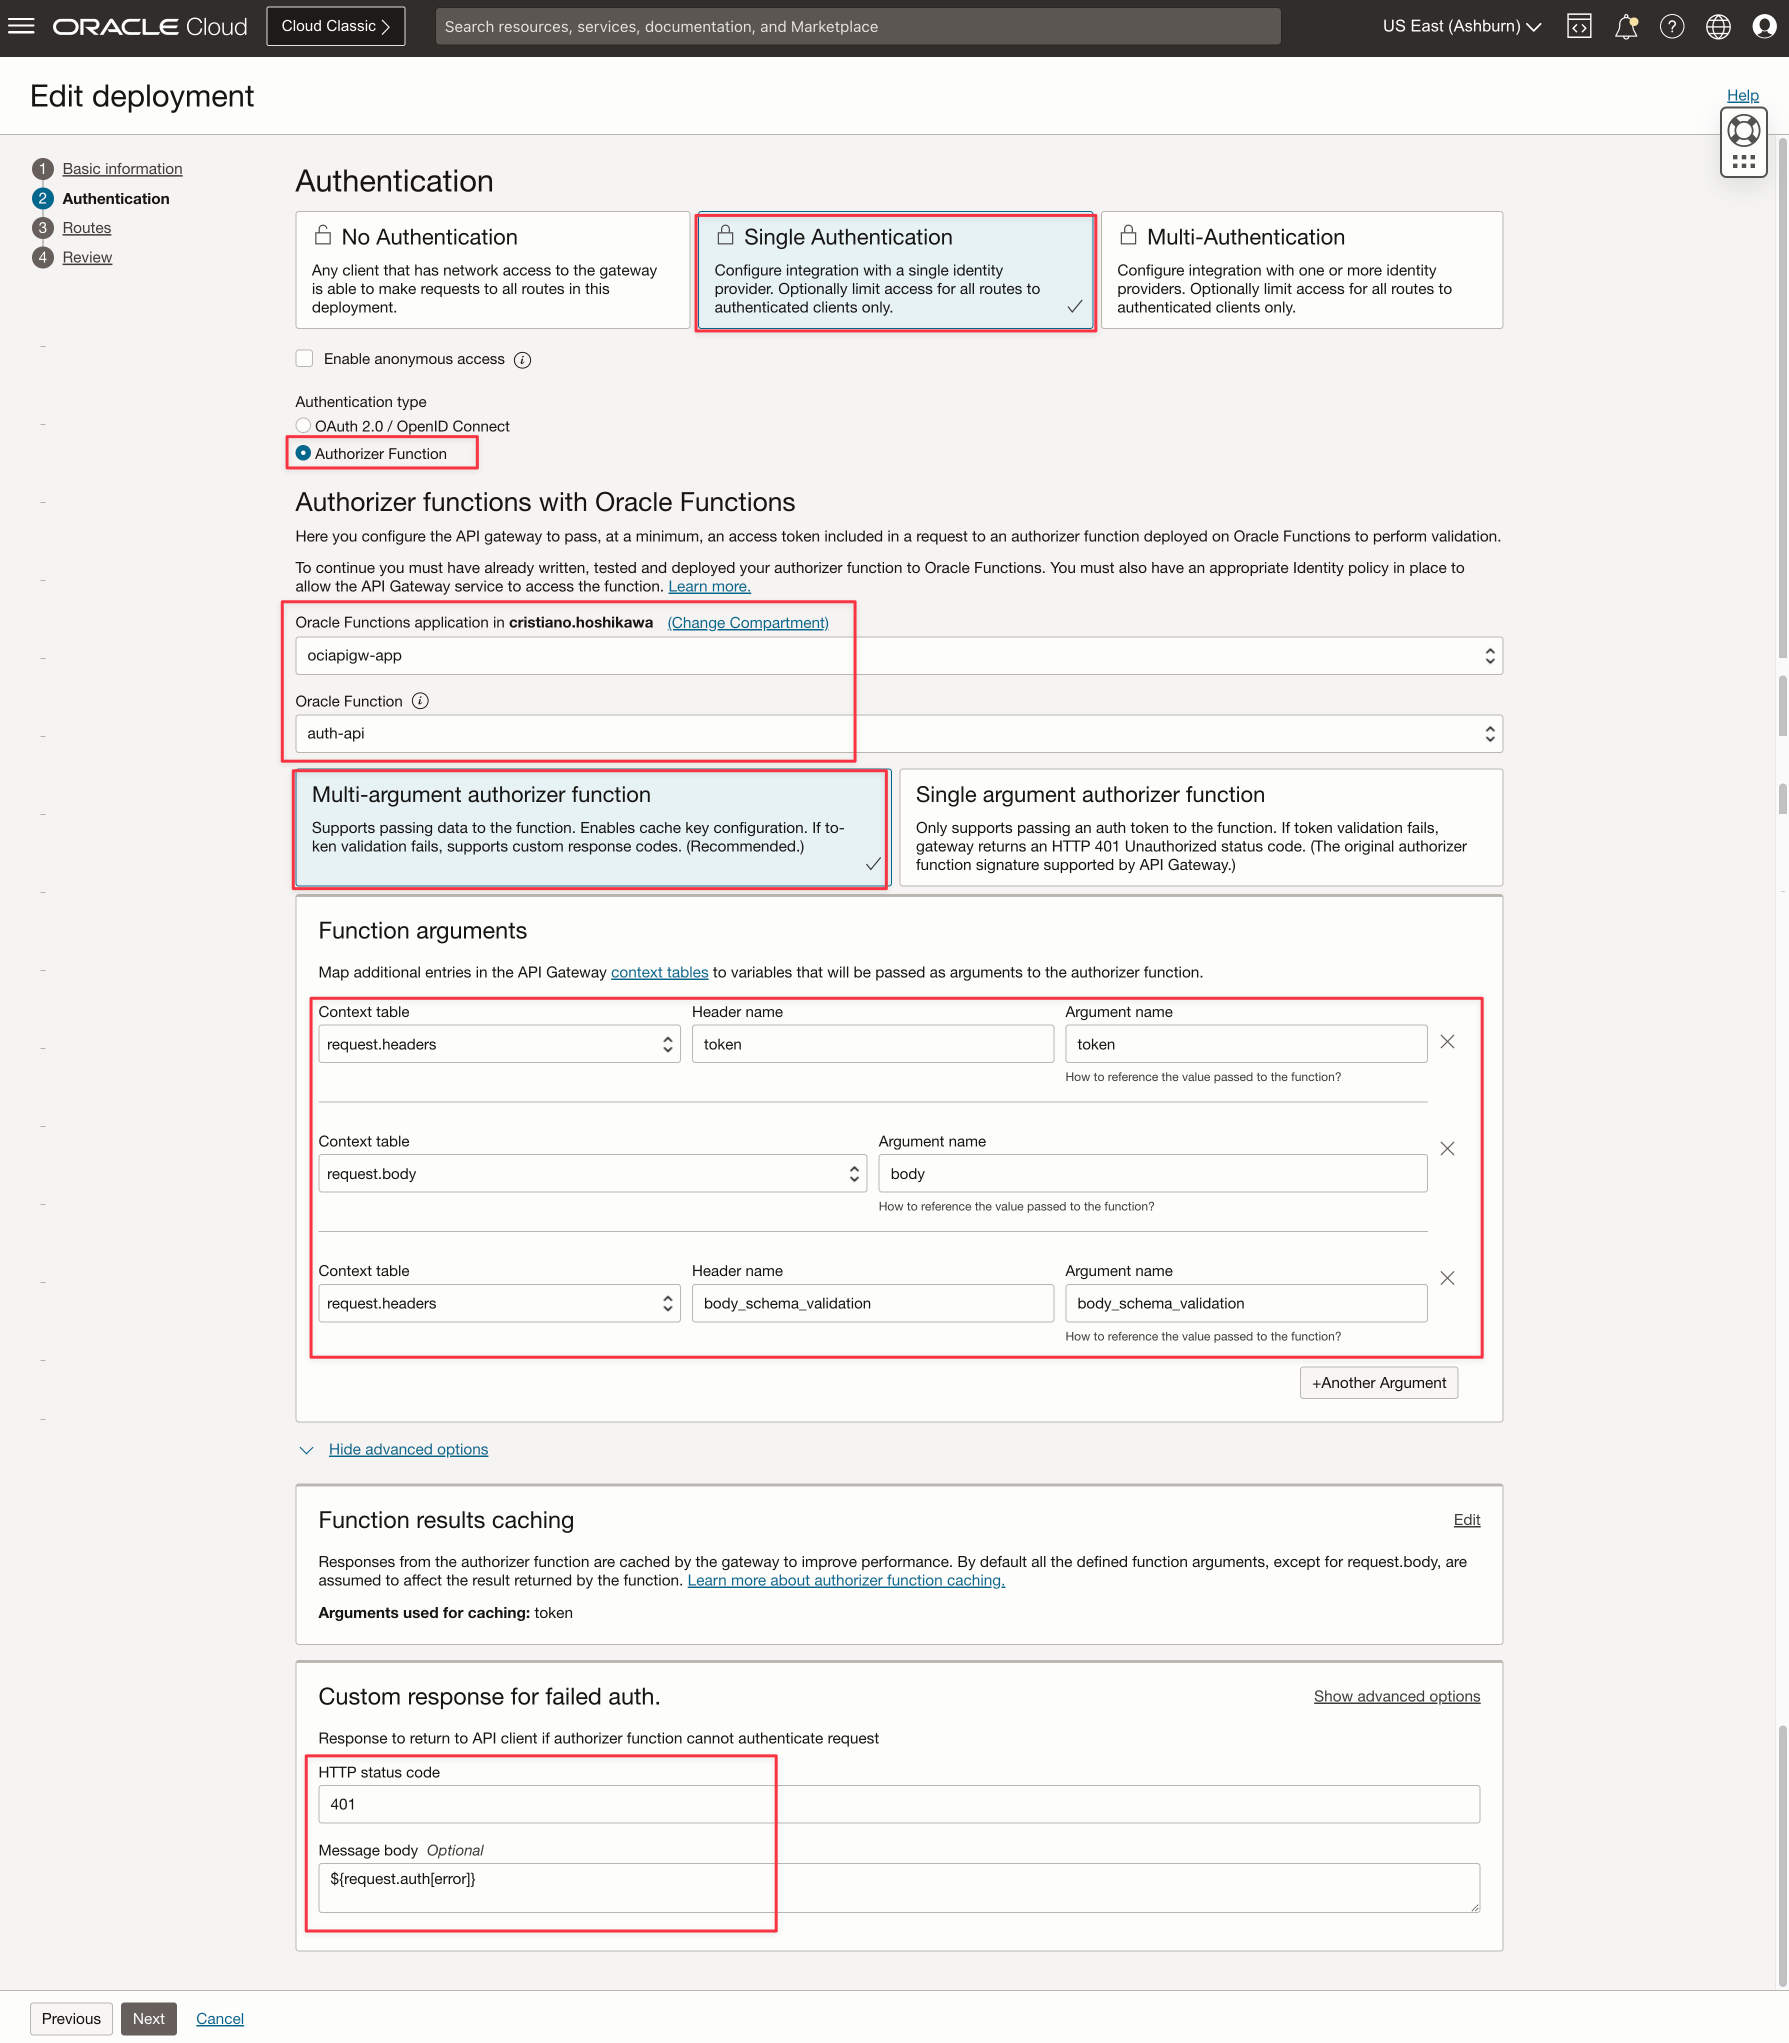 ORACLE Cloud
Cloud Classic
Search resources, services, documentation, and Marketplace
US East (Ashburn)
Edit deployment
Help
1 Basic information
2 Authentication
3 Routes
4 Review
Authentication
No Authentication
Any client that has network access to the gateway
is able to make requests to all routes in this
deployment.
Single Authentication
Configure integration with a single identity
provider. Optionally limit access for all routes to
authenticated clients only.
Multi-Authentication
Configure integration with one or more identity
providers. Optionally limit access for all routes to
authenticated clients only.
Enable anonymous access
Authentication type
OAuth 2.0 / OpenID Connect
Authorizer Function
Authorizer functions with Oracle Functions
Here you configure the API gateway to pass, at a minimum, an access token included in a request to an authorizer function deployed on Oracle Functions to perform validation.
To continue you must have already written, tested and deployed your authorizer function to Oracle Functions. You must also have an appropriate Identity policy in place to
allow the API Gateway service to access the function. Learn more.
Oracle Functions application in cristiano.hoshikawa (Change Compartment)
ociapigw-app
Oracle Function
auth-api
Multi-argument authorizer function
Supports passing data to the function. Enables cache key configuration. If to-
ken validation fails, supports custom response codes. (Recommended.)
Single argument authorizer function
Only supports passing an auth token to the function. If token validation fails,
gateway returns an HTTP 401 Unauthorized status code. (The original authorizer
function signature supported by API Gateway.)
Function arguments
Map additional entries in the API Gateway context tables to variables that will be passed as arguments to the authorizer function.
Context table Header name Argument name
request.headers token token
How to reference the value passed to the function?
Context table Argument name
request.body body
How to reference the value passed to the function?
Context table Header name Argument name
request.headers body_schema_validation body_schema_validation
How to reference the value passed to the function?
+Another Argument
Hide advanced options
Function results caching
Edit
Responses from the authorizer function are cached by the gateway to improve performance. By default all the defined function arguments, except for request.body, are
assumed to affect the result returned by the function. Learn more about authorizer function caching.
Arguments used for caching: token
Custom response for failed auth.
Show advanced options
Response to return to API client if authorizer function cannot authenticate request
HTTP status code
401
Message body Optional
${request.auth[error]}
Previous Next Cancel